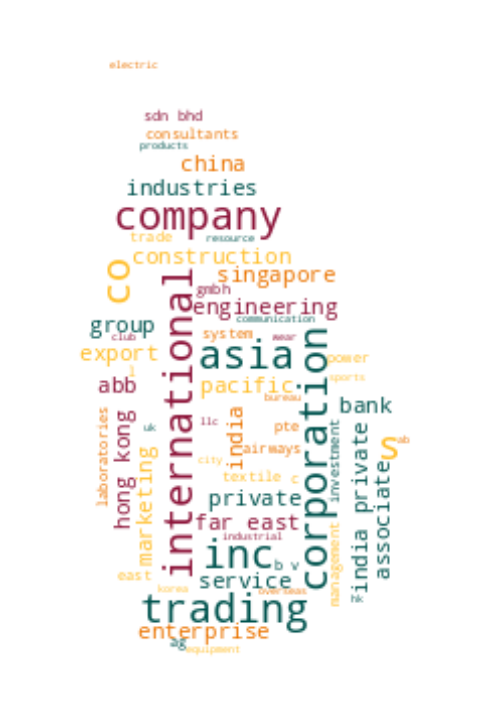 electric
sdn bhd
consultants
products
china
industries
company
trade
resource
construction
co
singapore
international
gmbh
engineering
communication
group
club
system
wear
corporation
export
asia
power
l
abb
pacific
sports
bureau
bank
laboratories
hong kong
uk
llc
india
pte
investment
india private
s
ab
marketing
airways
city
textile
c
associate
private
far east
industrial
management
inc
b v
east
service
korea
overseas
hk
trading
enterprise
ag
equipment